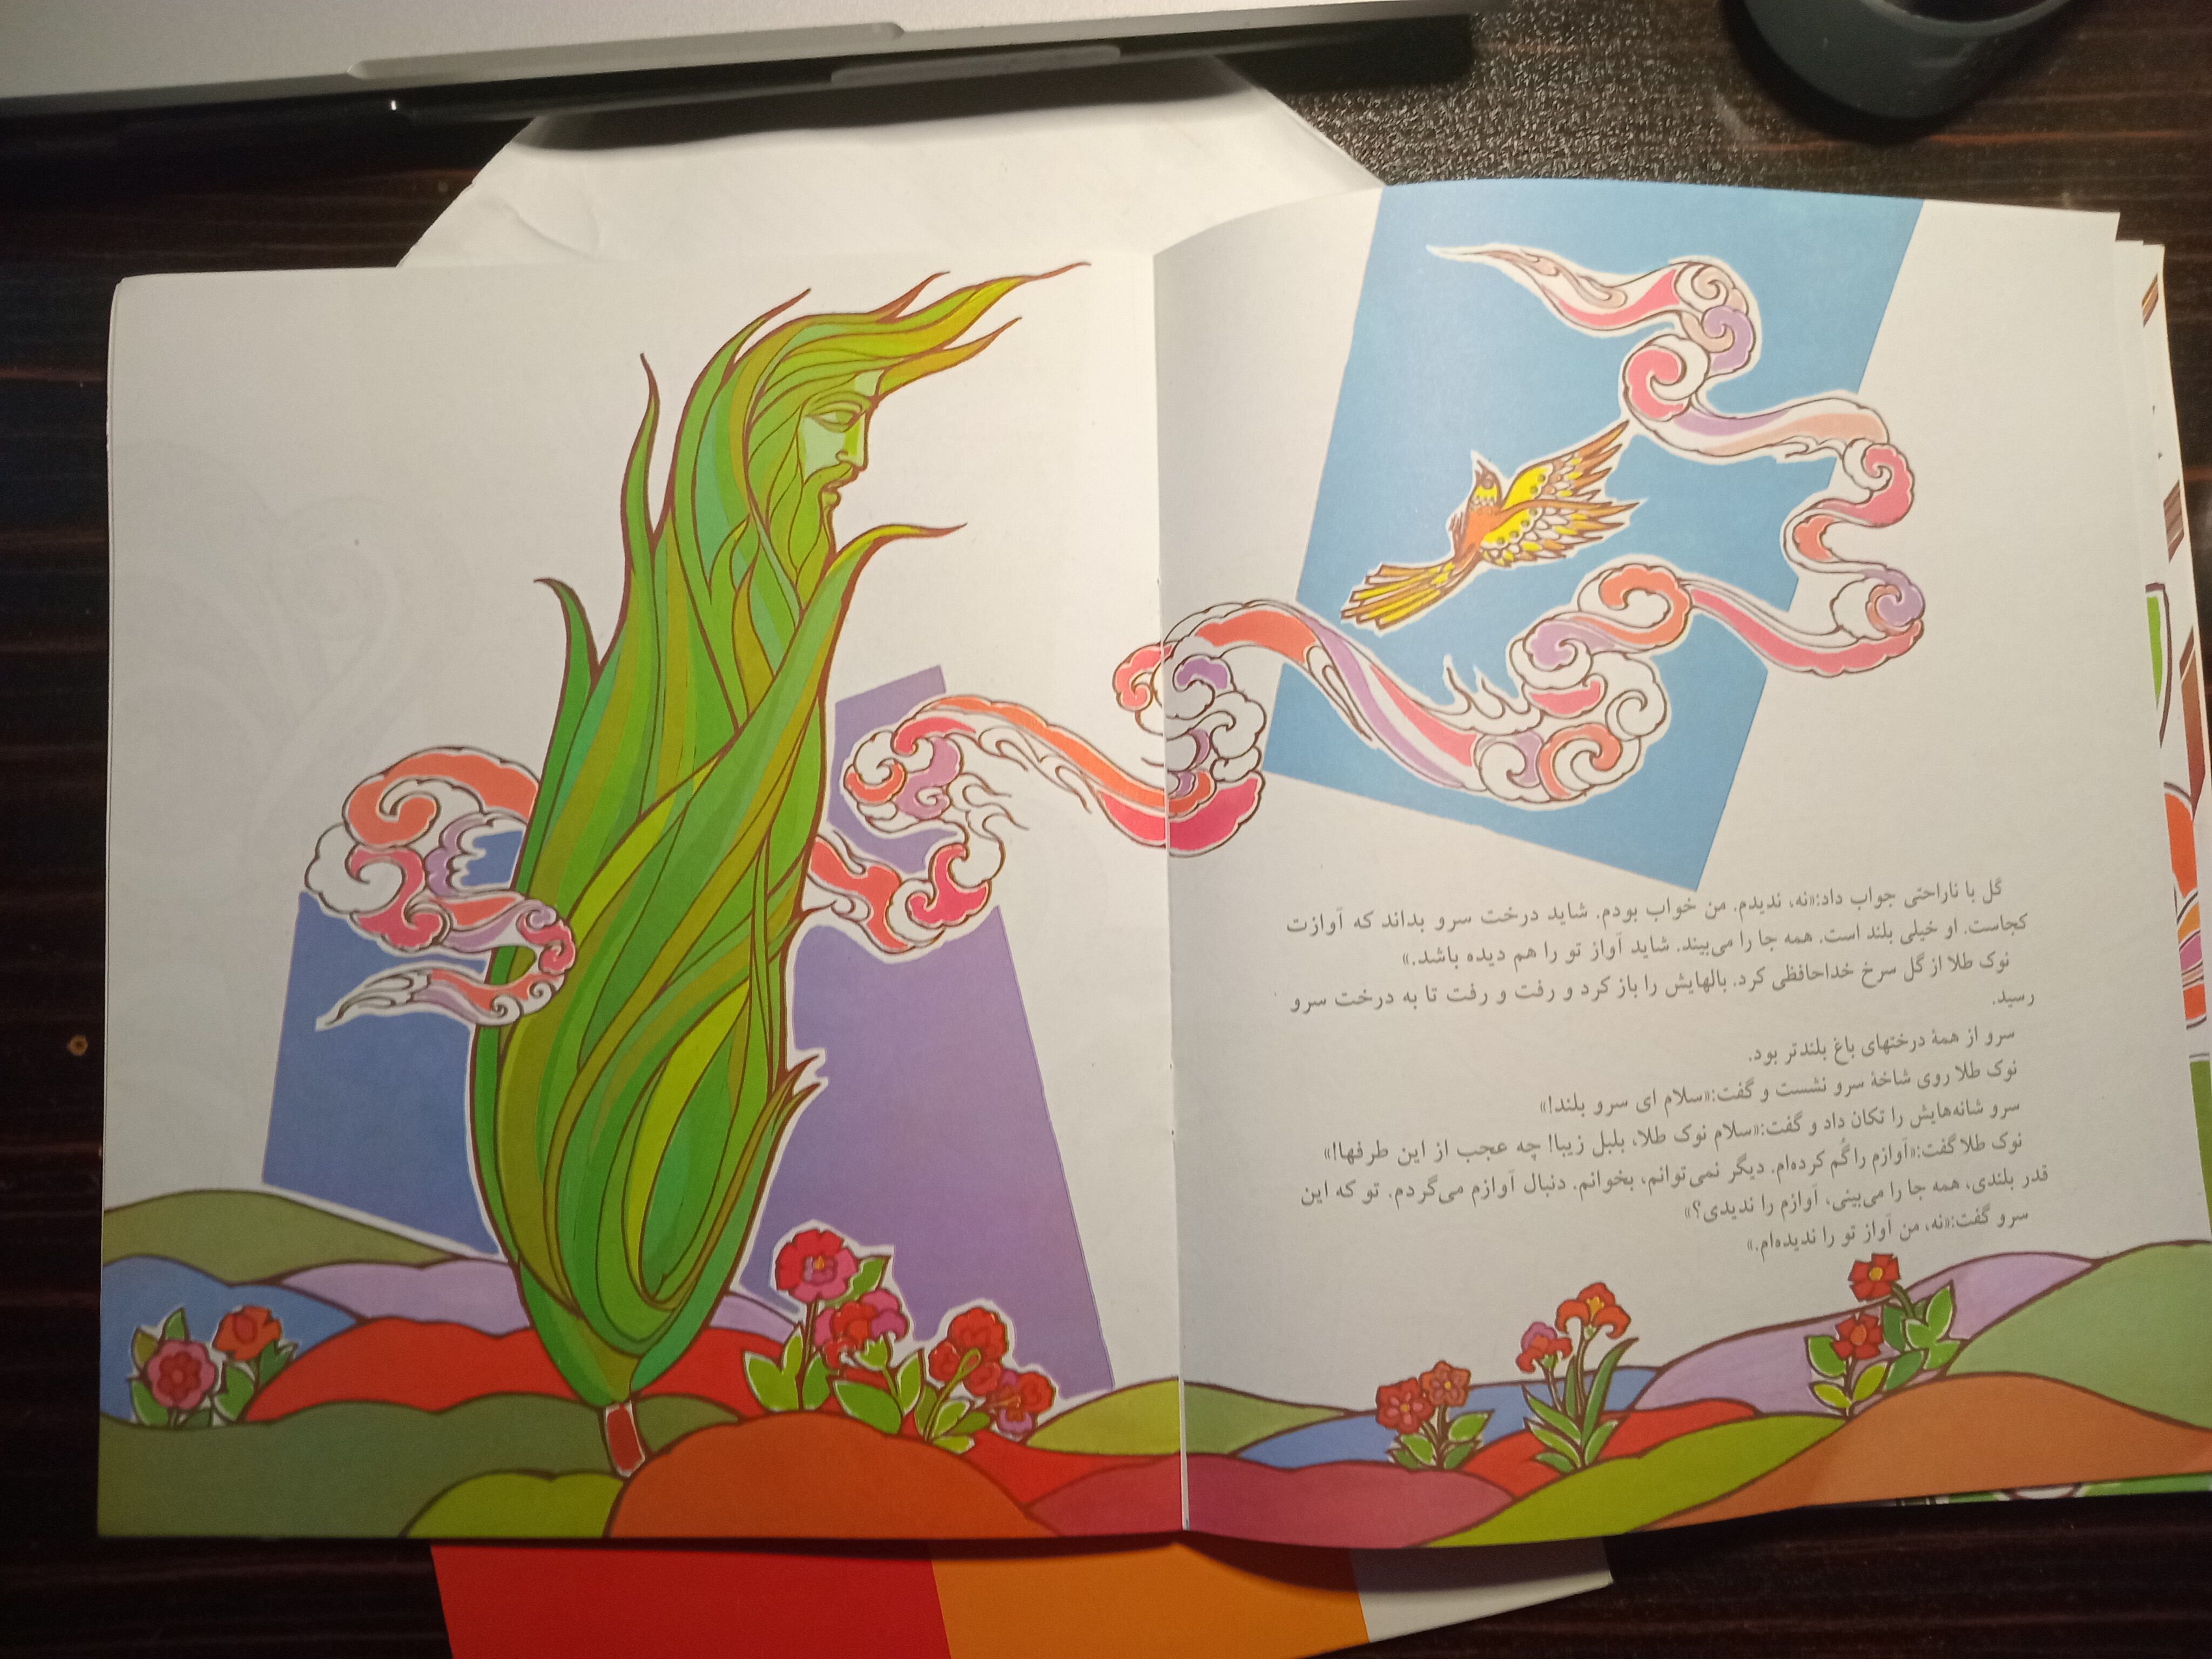 گل با ناراحتی جواب داد:«نه، ندیدم. من خواب بودم. شاید درخت سرو بداند که آوازت
کجاست. او خیلی بلند است. همه جا را می‌بیند. شاید آواز تو را هم دیده باشد.»
نوک طلا از گل سرخ خداحافظی کرد. بالهایش را باز کرد و رفت و رفت تا به درخت سرو
رسید.
سرو از همهٔ درختهای باغ بلندتر بود.
نوک طلا روی شاخهٔ سرو نشست و گفت:«سلام ای سرو بلند!»
سرو شانه‌هایش را تکان داد و گفت:«سلام نوک طلا، بلبل زیبا! چه عجب از این طرفها!»
نوک طلا گفت:«آوازم را گُم کرده‌ام. دیگر نمی‌توانم، بخوانم. دنبال آوازم می‌گردم. تو که این
قدر بلندی، همه جا را می‌بینی، آوازم را ندیدی؟»
سرو گفت:«نه، من آواز تو را ندیده‌ام.»